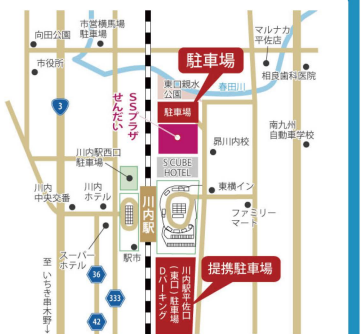 向田公園
市営横馬場
駐車場
マルナカ
平佐店
市役所
駐車場
相良歯科医院
東口親水
公園
春田川
3
駐車場
SSプラザ
せんだい
昴川内校
南九州
自動車学校
川内駅西口
駐車場
S'CUBE
HOTEL
川内
中央交番
川内
ホテル
川内駅
東横イン
ファミリー
マート
スーパー
ホテル
駅市
至 いちき串木野→
36
333
42
川内駅平佐口
(東口)駐車場
Dパーキング
提携駐車場